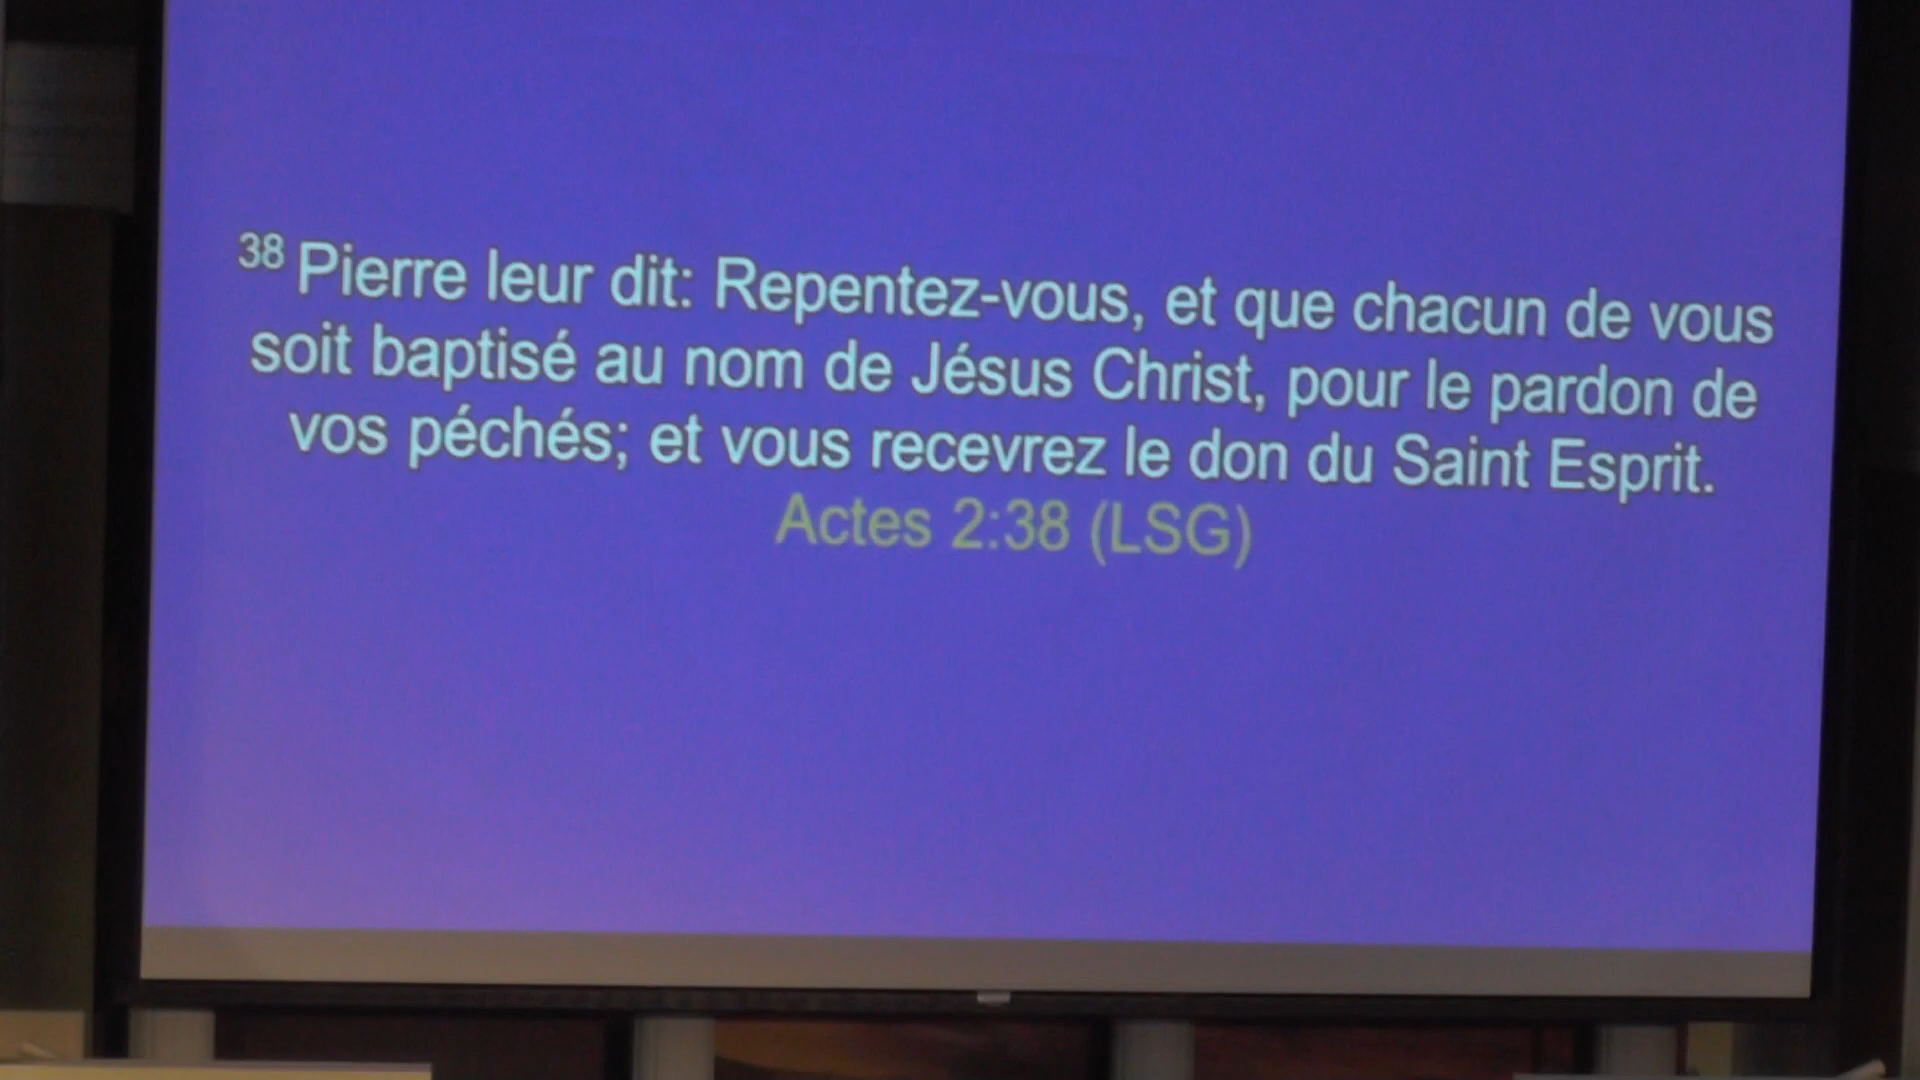 38 Pierre leur dit: Repentez-vous, et que chacun de vous
soit baptisé au nom de Jésus Christ, pour le pardon de
vos péchés; et vous recevrez le don du Saint Esprit.
Actes 2:38 (LSG)